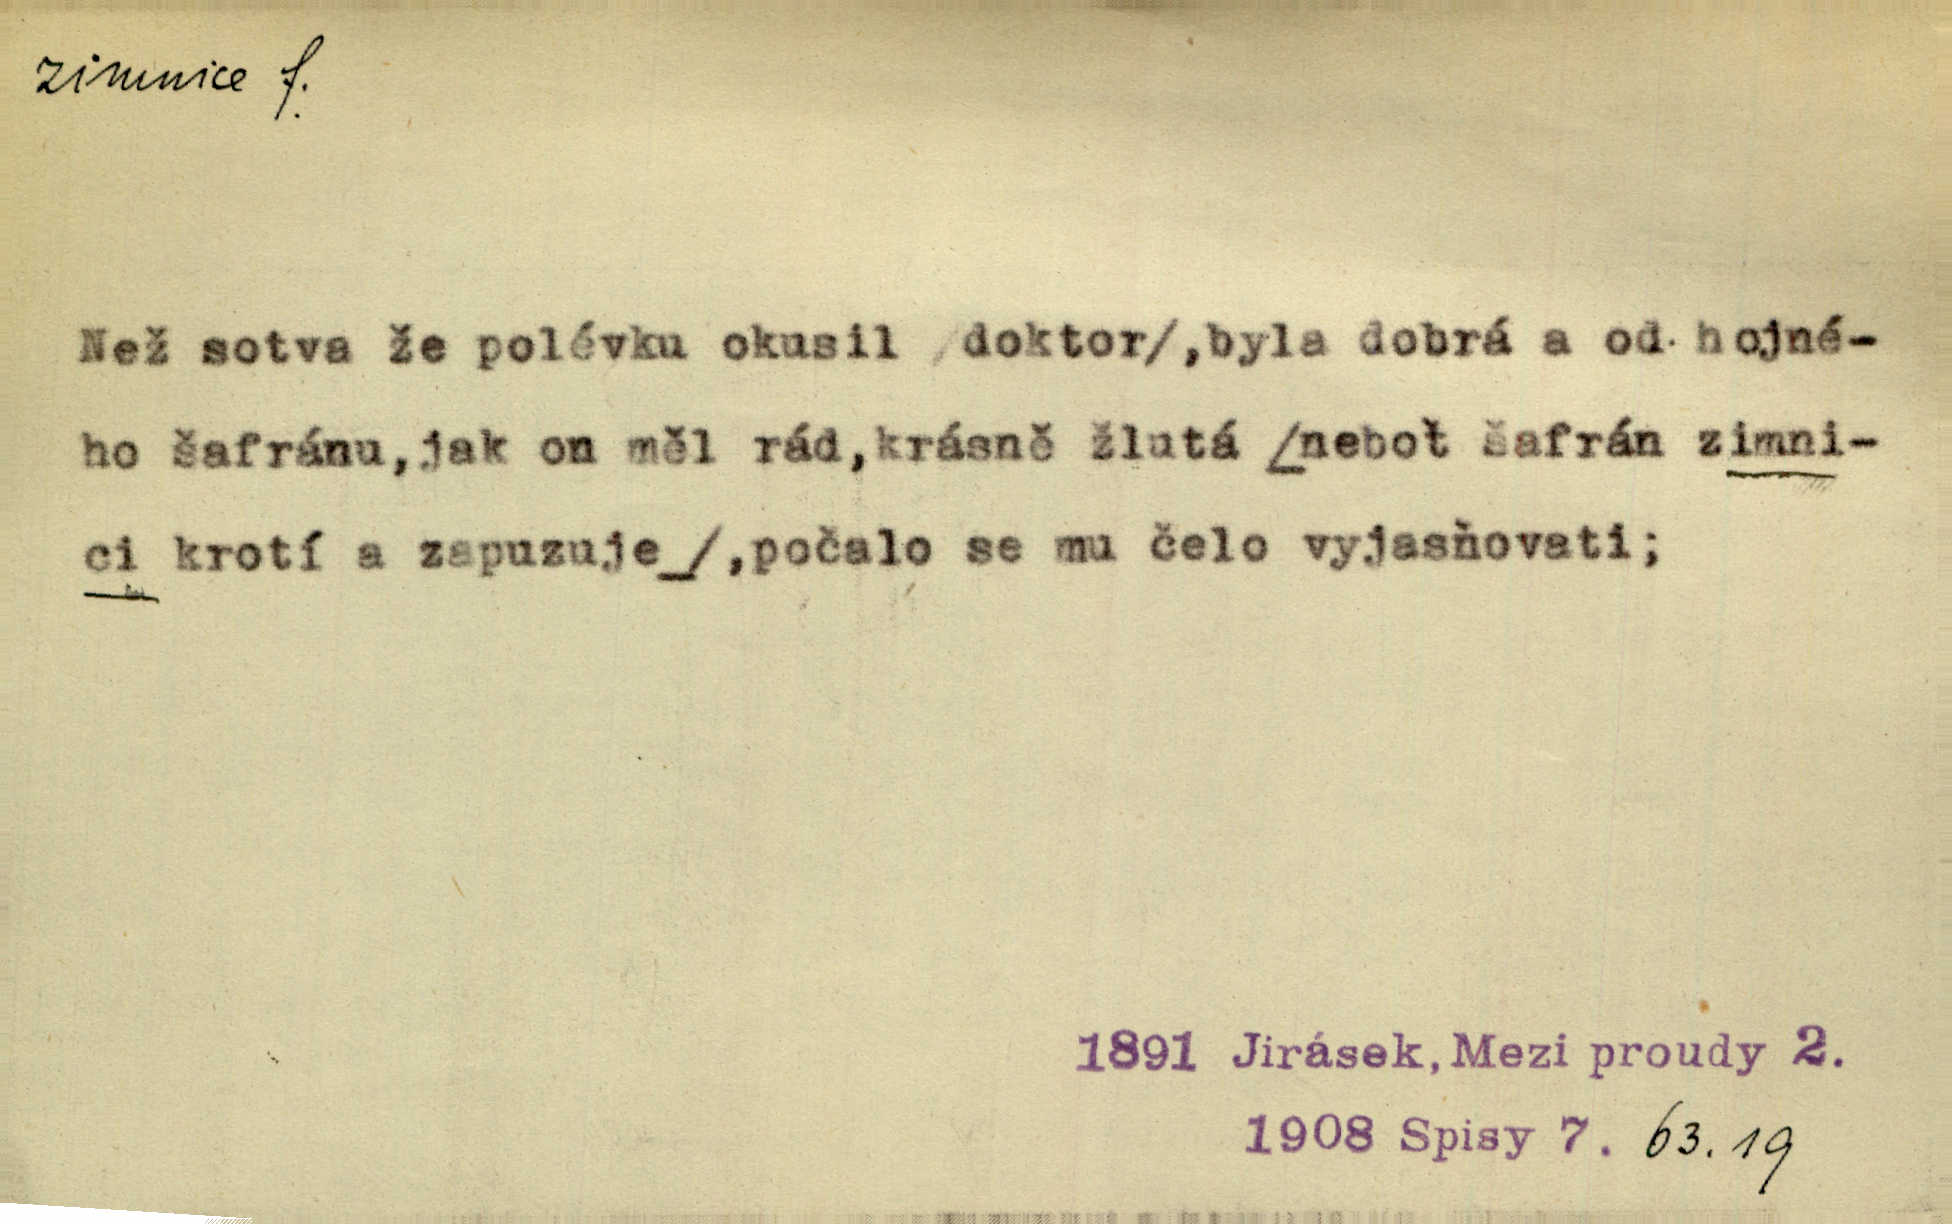 zimnice f.
Než sotva že polévku okusil /doktor/,byla dobrá a od hojné-
ho šafránu,jak on měl rád,krásně žlutá /neboť šafrán zimni-
ci krotí a zapuzuje_/,počalo se mu čelo vyjasňovati;
1891 Jirásek,Mezi proudy 2.
1908 Spisy 7. 63.19